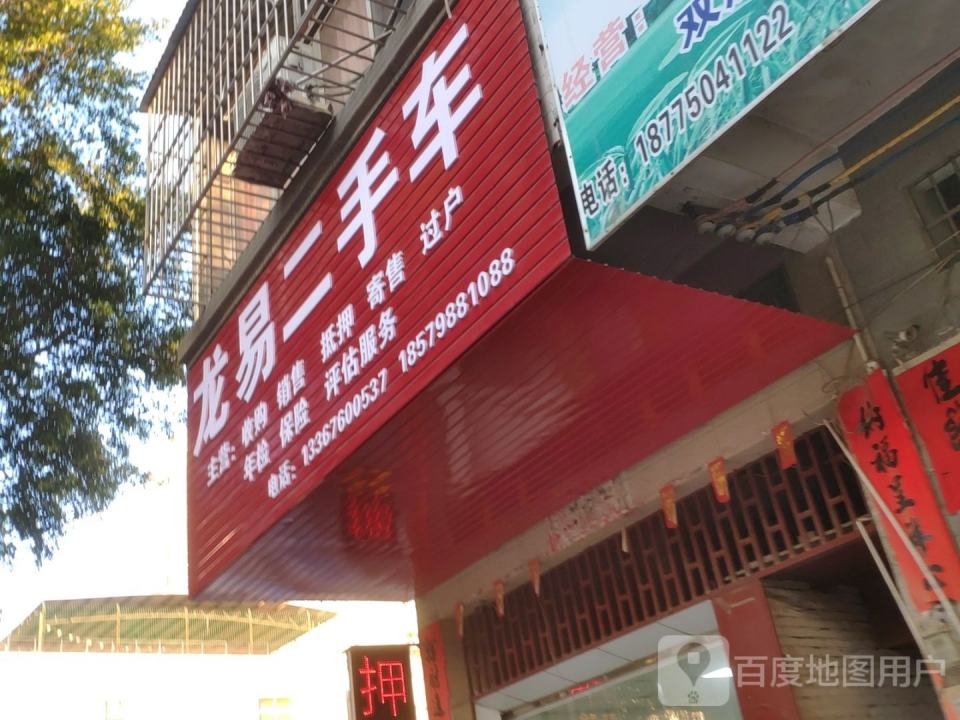 龙易二手车
主营：收购 销售 抵押 寄售 过户
年检 保险 评估服务
电话：13367600537 18579881088
经营：双
电话：18775041122
押
百度地图用户